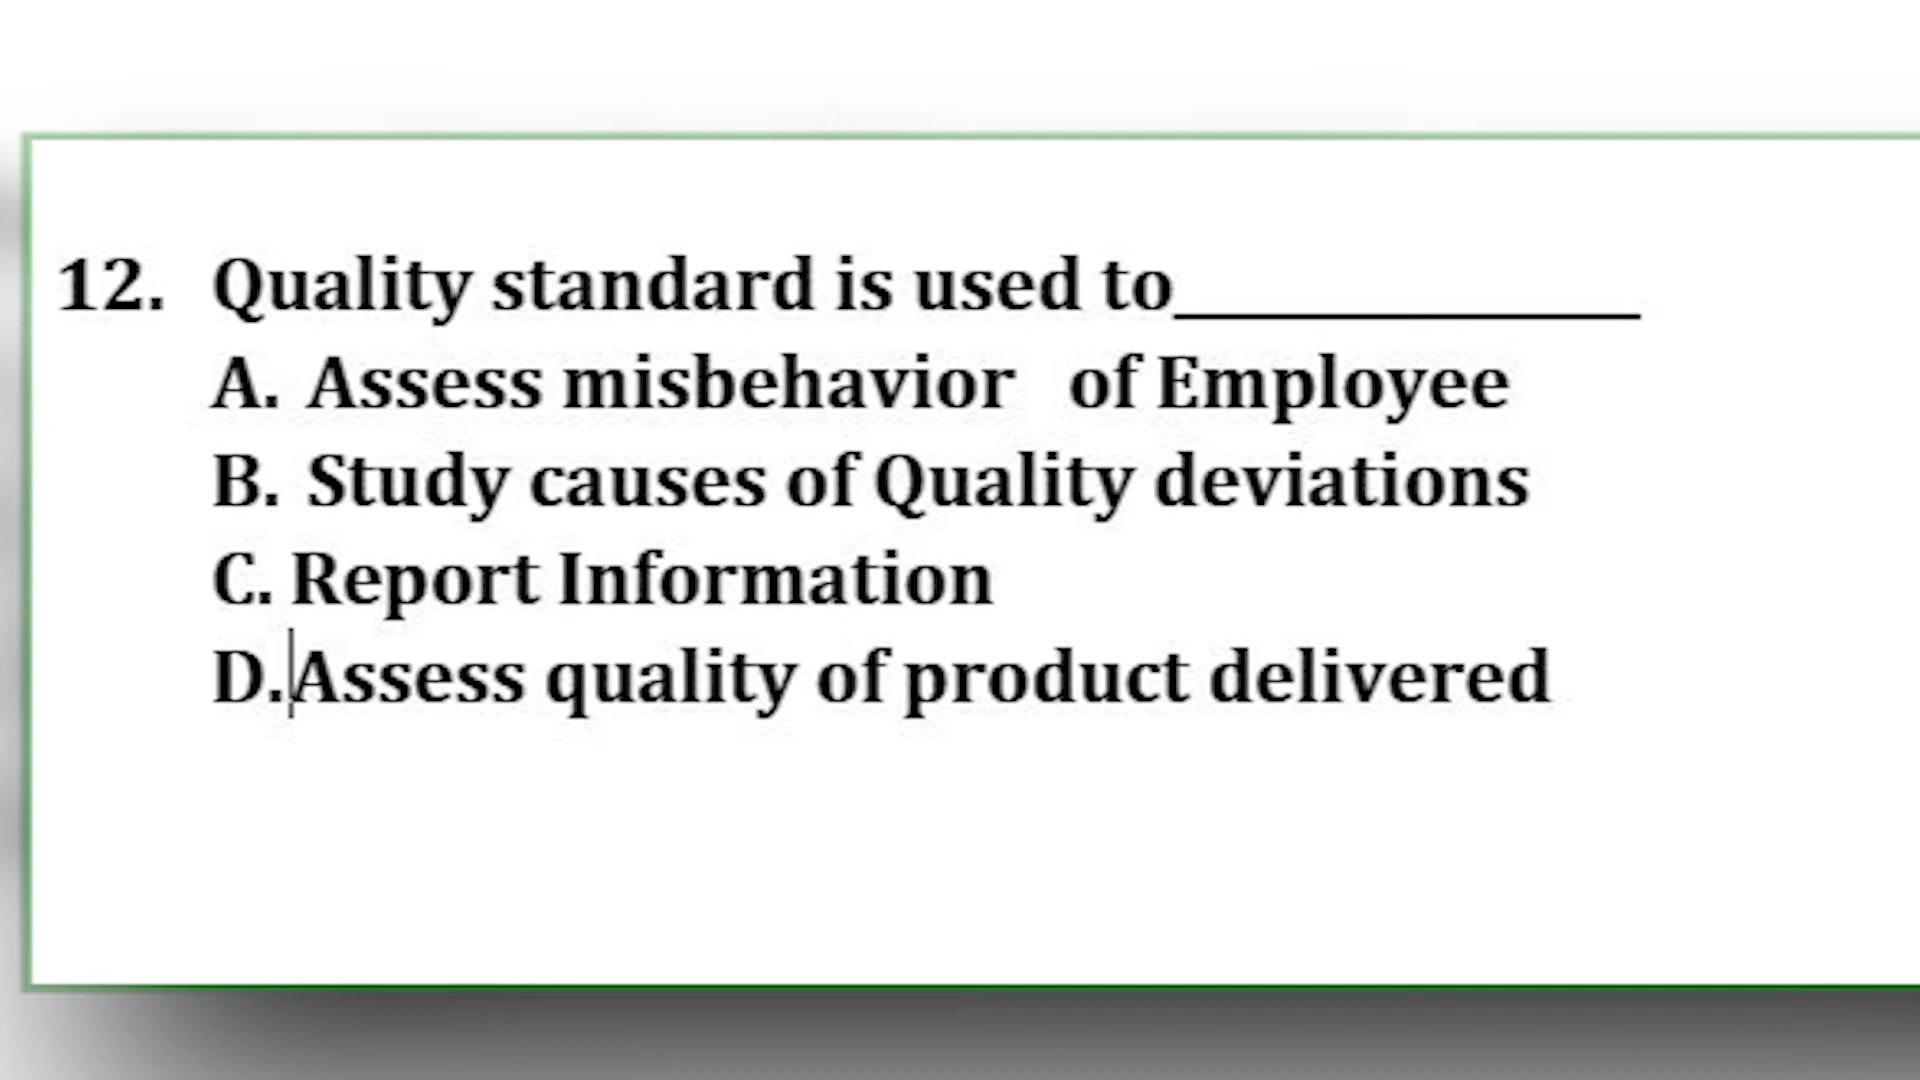 12. Quality standard is used to____________
A. Assess misbehavior of Employee
B. Study causes of Quality deviations
C. Report Information
D.Assess quality of product delivered